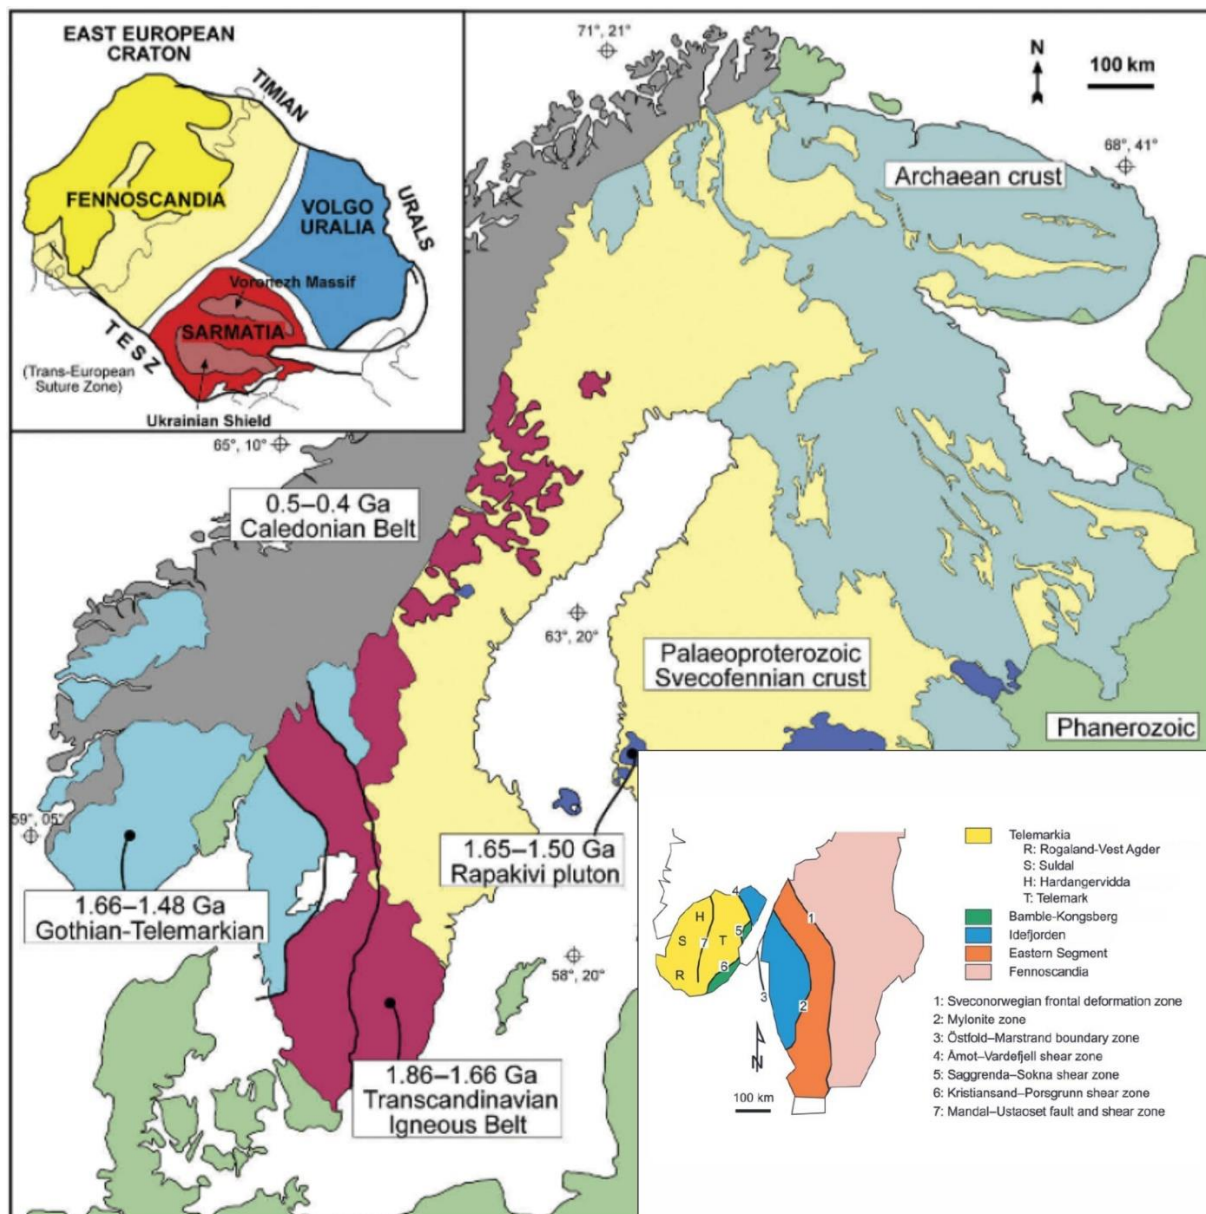 EAST EUROPEAN
CRATON
TIMIAN
FENNOSCANDIA
VOLGO
URALIA
URALS
Voronezh Massif
SARMATIA
TESZ
(Trans-European
Suture Zone)
Ukrainian Shield
71°, 21°
N
100 km
68°, 41°
Archaean crust
65°, 10°
0.5–0.4 Ga
Caledonian Belt
63°, 20°
Palaeoproterozoic
Svecofennian crust
Phanerozoic
59°, 05°
1.65–1.50 Ga
Rapakivi pluton
1.66–1.48 Ga
Gothian-Telemarkian
58°, 20°
1.86–1.66 Ga
Transcandinavian
Igneous Belt
H
S
7
T
R
4
5
6
3
1
2
N
100 km
Telemarkia
R: Rogaland-Vest Agder
S: Suldal
H: Hardangervidda
T: Telemark
Bamble-Kongsberg
Idefjorden
Eastern Segment
Fennoscandia
1: Sveconorwegian frontal deformation zone
2: Mylonite zone
3: Östfold–Marstrand boundary zone
4: Åmot–Vardefjell shear zone
5: Saggrenda–Sokna shear zone
6: Kristiansand–Porsgrunn shear zone
7: Mandal–Ustacset fault and shear zone